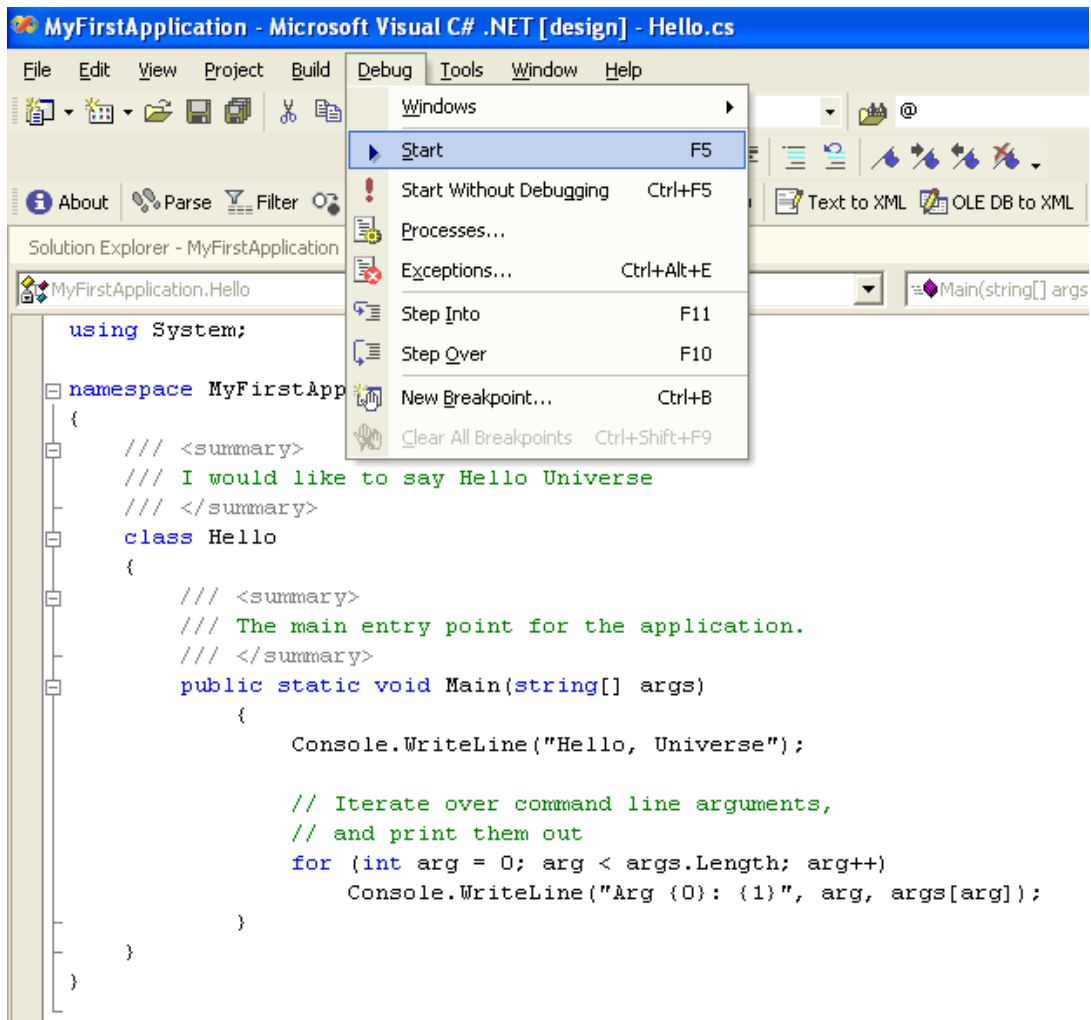 MyFirstApplication - Microsoft Visual C# .NET [design] - Hello.cs
File Edit View Project Build Debug Tools Window Help
@
About Parse Filter Text to XML OLE DB to XML
Solution Explorer - MyFirstApplication
MyFirstApplication.Hello Main(string[] args
Windows
Start F5
Start Without Debugging Ctrl+F5
Processes...
Exceptions... Ctrl+Alt+E
Step Into F11
Step Over F10
New Breakpoint... Ctrl+B
Clear All Breakpoints Ctrl+Shift+F9
using System;
namespace MyFirstApp
{
/// <summary>
/// I would like to say Hello Universe
/// </summary>
class Hello
{
/// <summary>
/// The main entry point for the application.
/// </summary>
public static void Main(string[] args)
{
Console.WriteLine("Hello, Universe");
// Iterate over command line arguments,
// and print them out
for (int arg = 0; arg < args.Length; arg++)
Console.WriteLine("Arg {0}: {1}", arg, args[arg]);
}
}
}